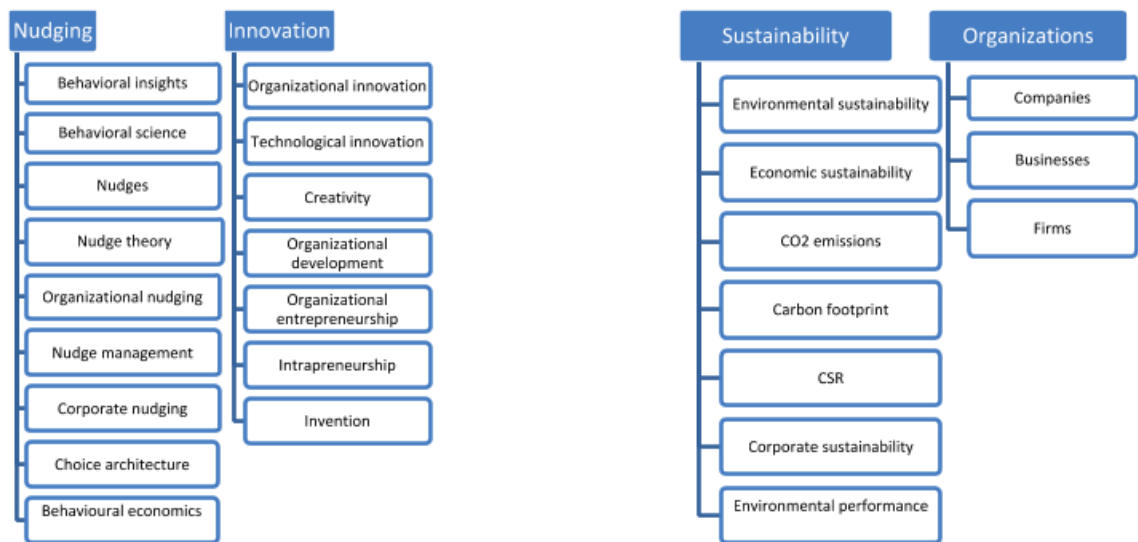 Nudging
Behavioral insights
Behavioral science
Nudges
Nudge theory
Organizational nudging
Nudge management
Corporate nudging
Choice architecture
Behavioural economics
Innovation
Organizational innovation
Technological innovation
Creativity
Organizational
development
Organizational
entrepreneurship
Intrapreneurship
Invention
Sustainability
Environmental sustainability
Economic sustainability
CO2 emissions
Carbon footprint
CSR
Corporate sustainability
Environmental performance
Organizations
Companies
Businesses
Firms